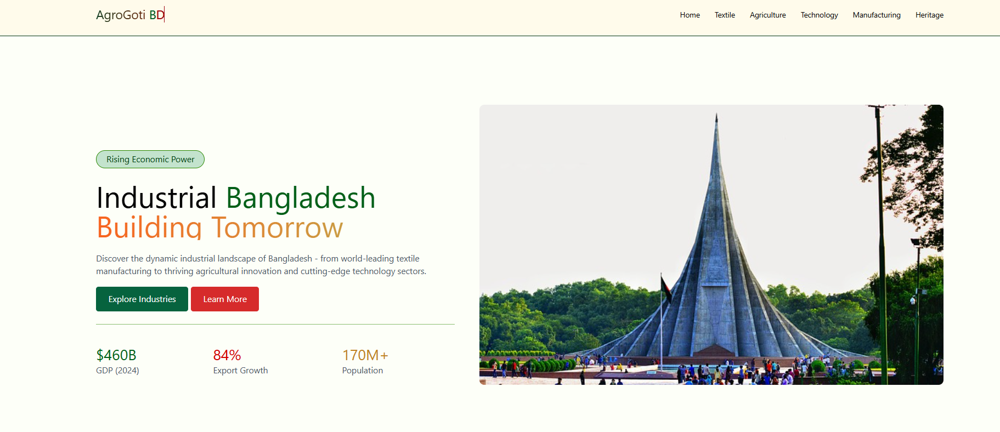 AgroGoti BD
Home Textile Agriculture Technology Manufacturing Heritage
Rising Economic Power
Industrial Bangladesh
Building Tomorrow
Discover the dynamic industrial landscape of Bangladesh - from world-leading textile
manufacturing to thriving agricultural innovation and cutting-edge technology sectors.
Explore Industries Learn More
$460B 84% 170M+
GDP (2024) Export Growth Population